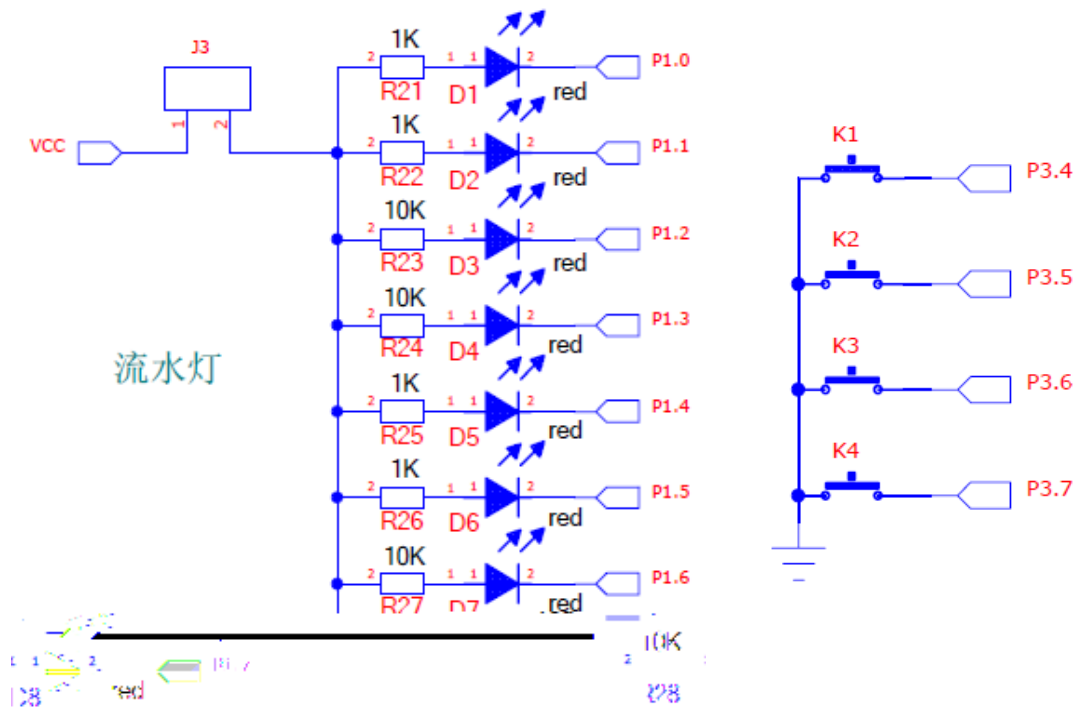 J3
1
2
VCC
流水灯
1K
2
R21
1 1
D1
2
red
P1.0
1K
2
R22
1 1
D2
2
red
P1.1
10K
2
R23
1 1
D3
2
red
P1.2
10K
2
R24
1 1
D4
2
red
P1.3
1K
2
R25
1 1
D5
2
red
P1.4
1K
2
R26
1 1
D6
2
red
P1.5
10K
2
R27
1 1
D7
2
red
P1.6
10K
1 1 2
2
red
K1
P3.4
K2
P3.5
K3
P3.6
K4
P3.7